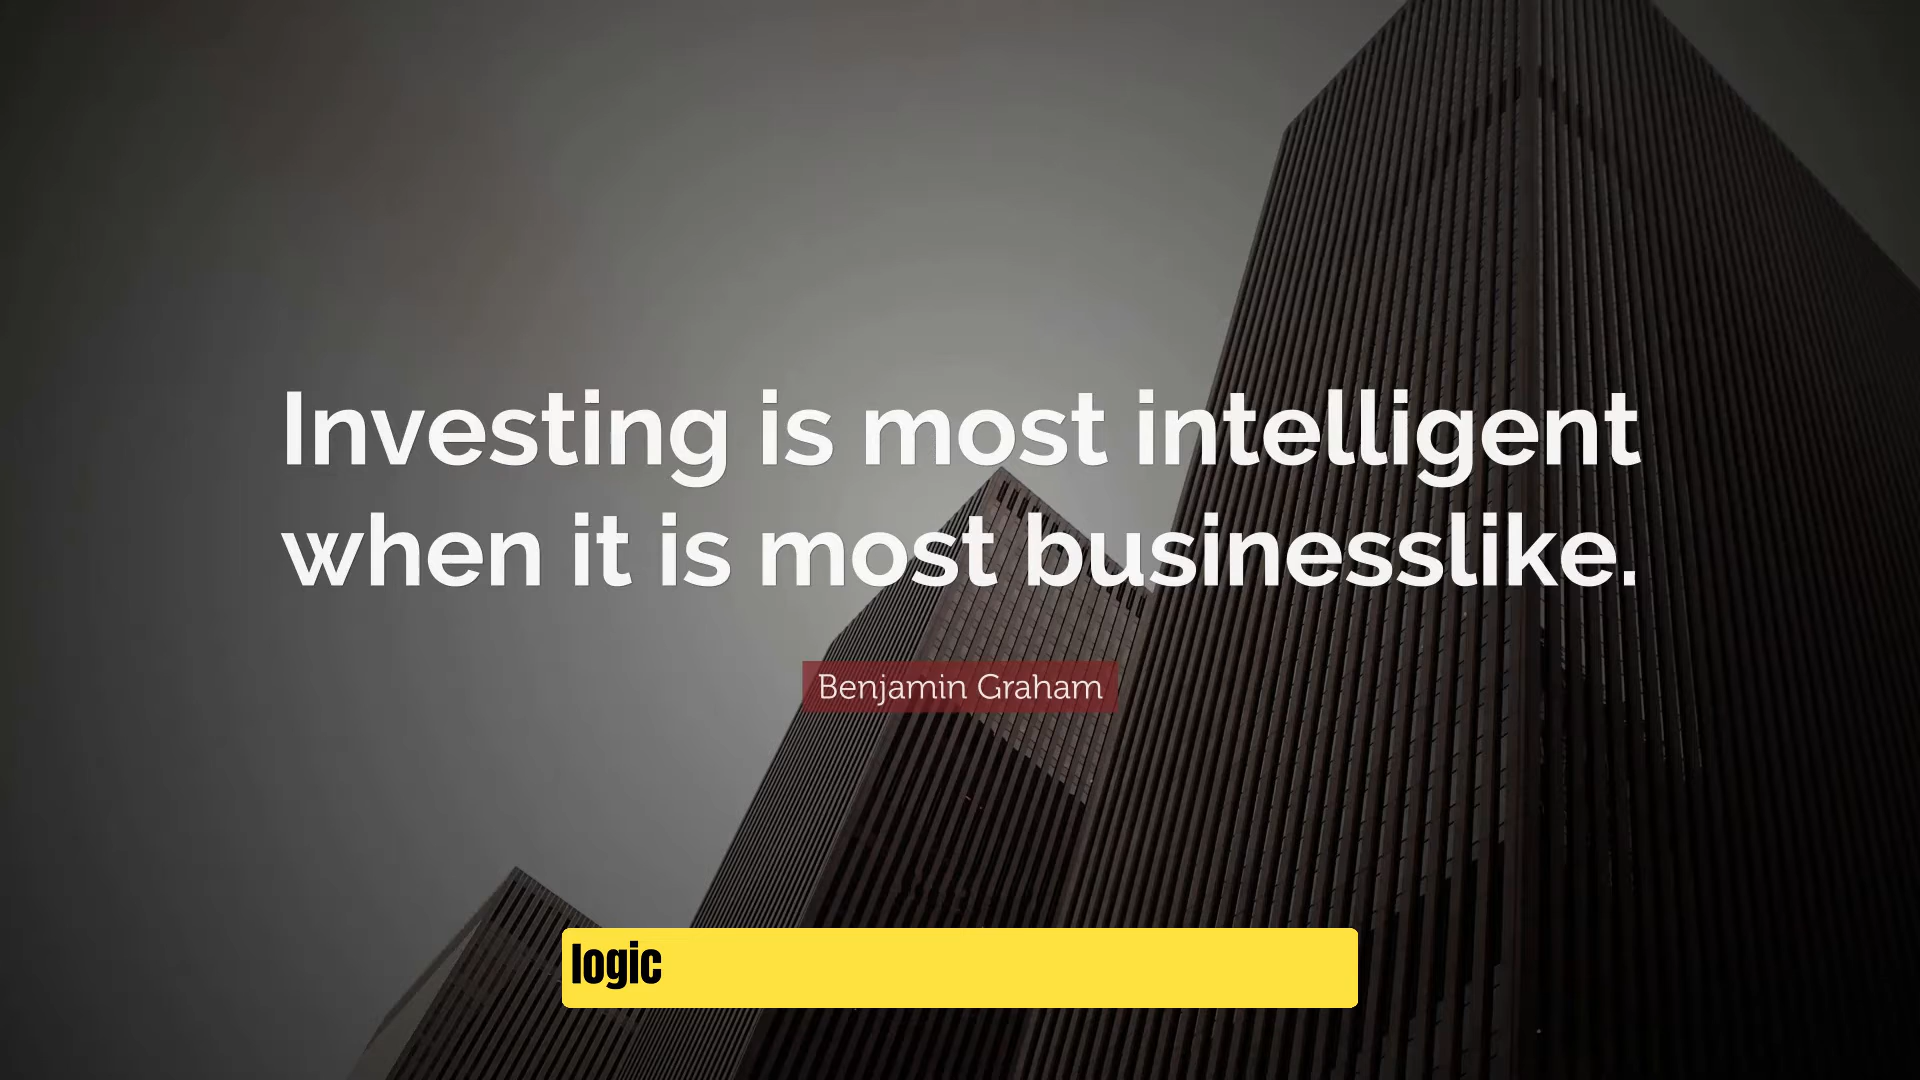 Investing is most intelligent
when it is most businesslike.
Benjamin Graham
logic